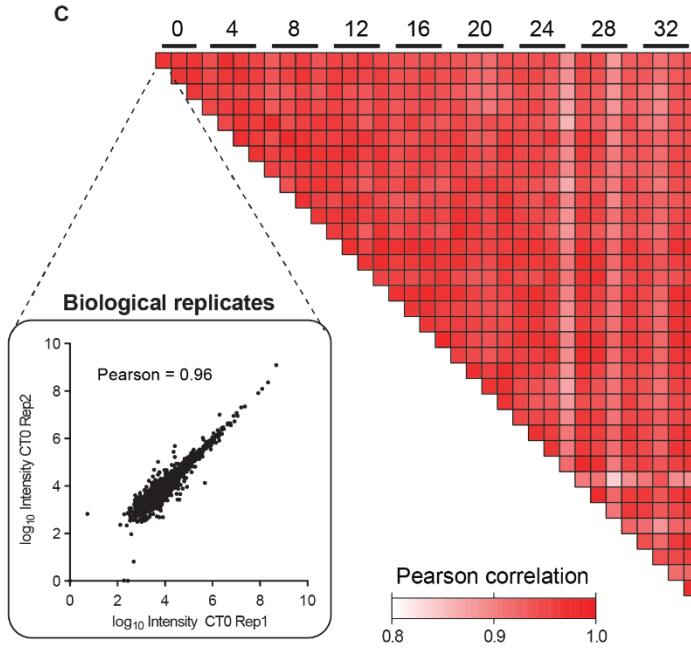 C
0 4 8 12 16 20 24 28 32
Biological replicates
Pearson = 0.96
10
8
6
4
2
0
log10 Intensity CT0 Rep2
0 2 4 6 8 10
log10 Intensity CT0 Rep1
Pearson correlation
0.8 0.9 1.0